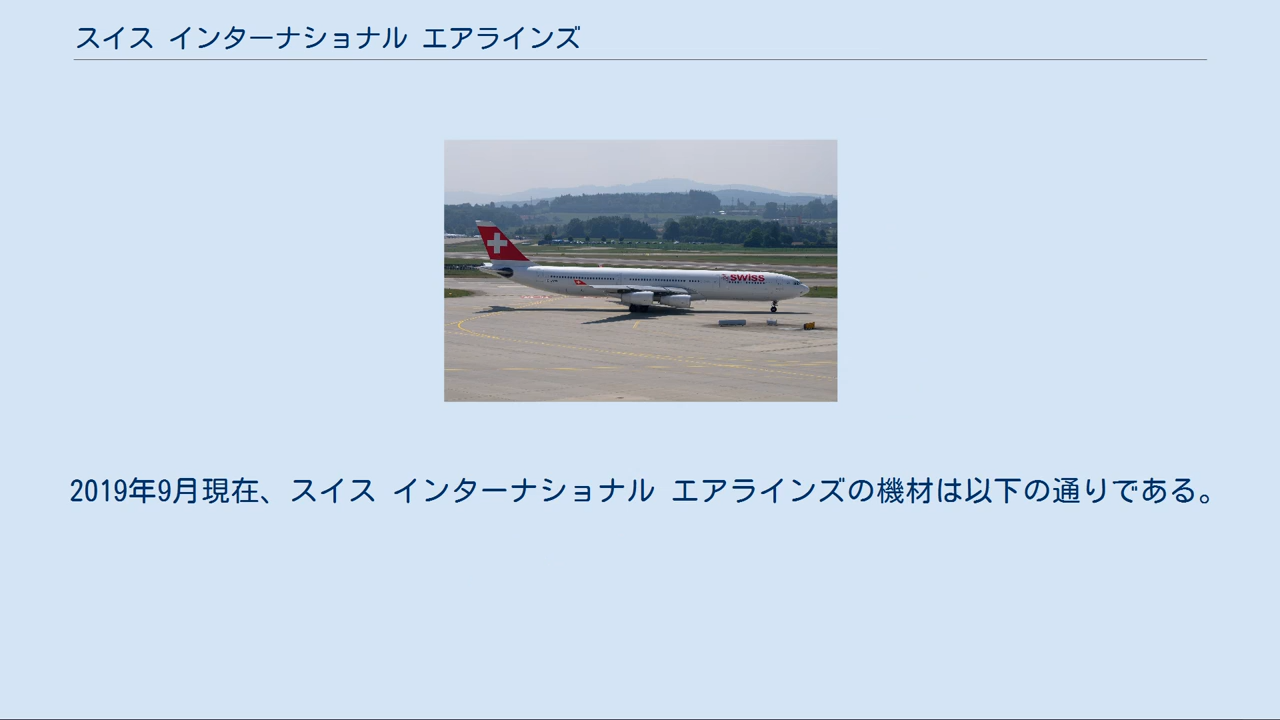 スイス インターナショナル エアラインズ
swiss
2019年9月現在、スイス インターナショナル エアラインズの機材は以下の通りである。